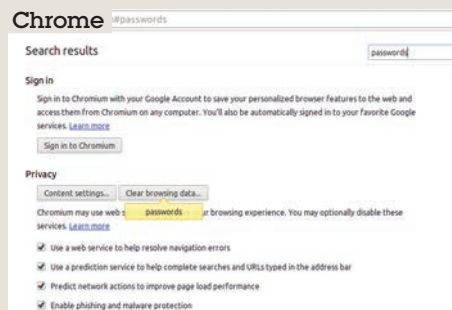 Chrome
#passwords
Search results
passwords
Sign in
Sign in to Chromium with your Google Account to save your personalized browser features to the web and
access them from Chromium on any computer. You'll also be automatically signed in to your favorite Google
services. Learn more
Sign in to Chromium
Privacy
Content settings... Clear browsing data...
passwords
Chromium may use web s ur browsing experience. You may optionally disable these
services. Learn more
Use a web service to help resolve navigation errors
Use a prediction service to help complete searches and URLs typed in the address bar
Predict network actions to improve page load performance
Enable phishing and malware protection